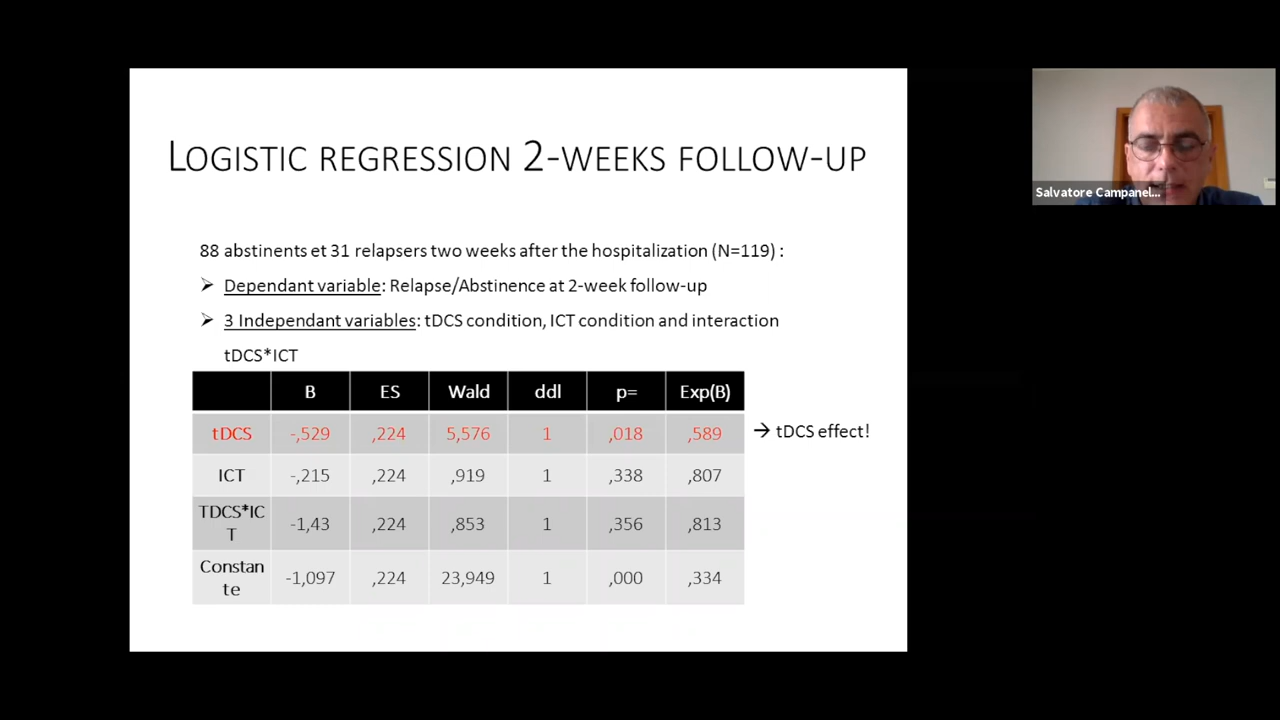 LOGISTIC REGRESSION 2-WEEKS FOLLOW-UP
Salvatore Campanel...
88 abstinents et 31 relapsers two weeks after the hospitalization (N=119) :
➢ Dependant variable: Relapse/Abstinence at 2-week follow-up
➢ 3 Independant variables: tDCS condition, ICT condition and interaction
tDCS*ICT
B ES Wald ddl p= Exp(B)
tDCS -,529 ,224 5,576 1 ,018 ,589
→ tDCS effect!
ICT -,215 ,224 ,919 1 ,338 ,807
TDCS*IC
T -1,43 ,224 ,853 1 ,356 ,813
Constan
te -1,097 ,224 23,949 1 ,000 ,334